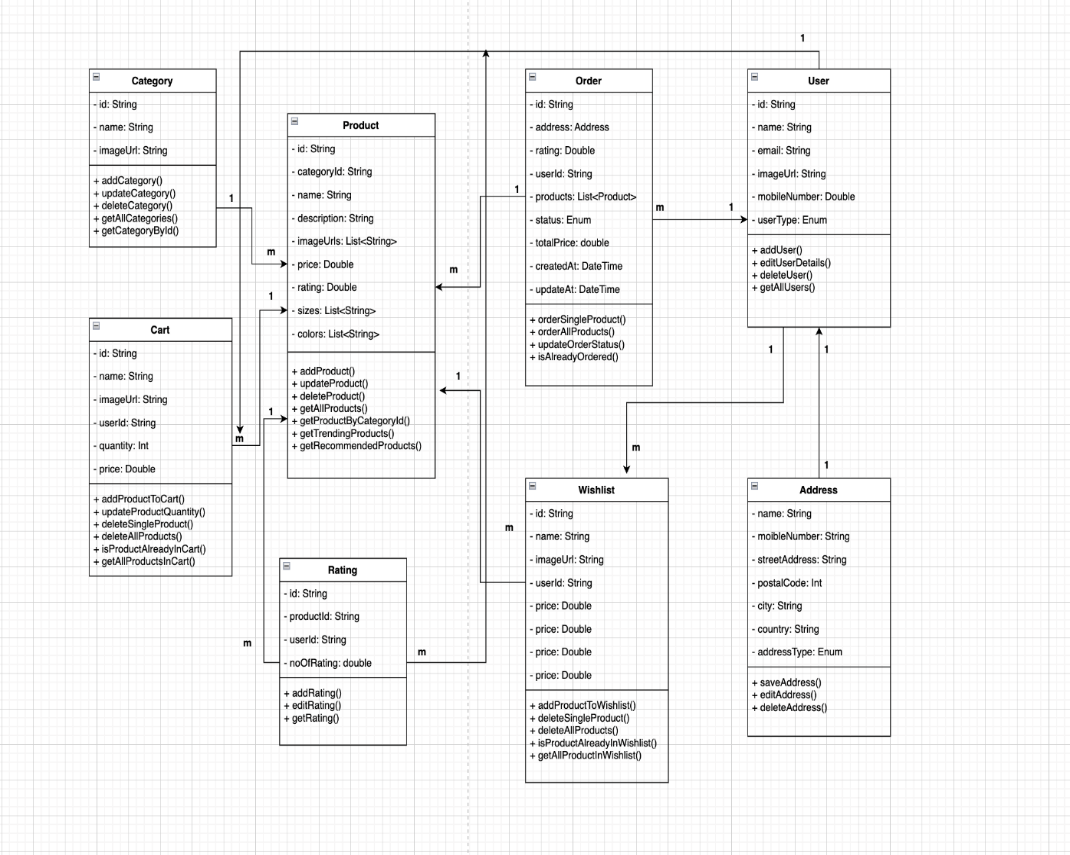 1
Category
- id: String
- name: String
- imageUrl: String
+ addCategory()
+ updateCategory()
+ deleteCategory()
+ getAllCategories()
+ getCategoryById()
1
m
Product
- id: String
- categoryId: String
- name: String
- description: String
- imageUrls: List<String>
- price: Double
- rating: Double
- sizes: List<String>
- colors: List<String>
+ addProduct()
+ updateProduct()
+ deleteProduct()
+ getAllProducts()
+ getProductByCategoryId()
+ getTrendingProducts()
+ getRecommendedProducts()
1
m
Order
- id: String
- address: Address
- rating: Double
- userId: String
- products: List<Product>
- status: Enum
- totalPrice: double
- createdAt: DateTime
- updateAt: DateTime
+ orderSingleProduct()
+ orderAllProducts()
+ updateOrderStatus()
+ isAlreadyOrdered()
m
1
User
- id: String
- name: String
- email: String
- imageUrl: String
- mobileNumber: Double
- userType: Enum
+ addUser()
+ editUserDetails()
+ deleteUser()
+ getAllUsers()
Cart
- id: String
- name: String
- imageUrl: String
- userId: String
- quantity: Int
- price: Double
+ addProductToCart()
+ updateProductQuantity()
+ deleteSingleProduct()
+ deleteAllProducts()
+ isProductAlreadyInCart()
+ getAllProductsInCart()
1
m
1
1
m
1
1
m
1
Rating
- id: String
- productId: String
- userId: String
- noOfRating: double
+ addRating()
+ editRating()
+ getRating()
m
m
Wishlist
- id: String
- name: String
- imageUrl: String
- userId: String
- price: Double
- price: Double
- price: Double
- price: Double
+ addProductToWishlist()
+ deleteSingleProduct()
+ deleteAllProducts()
+ isProductAlreadyInWishlist()
+ getAllProductInWishlist()
Address
- name: String
- moibleNumber: String
- streetAddress: String
- postalCode: Int
- city: String
- country: String
- addressType: Enum
+ saveAddress()
+ editAddress()
+ deleteAddress()